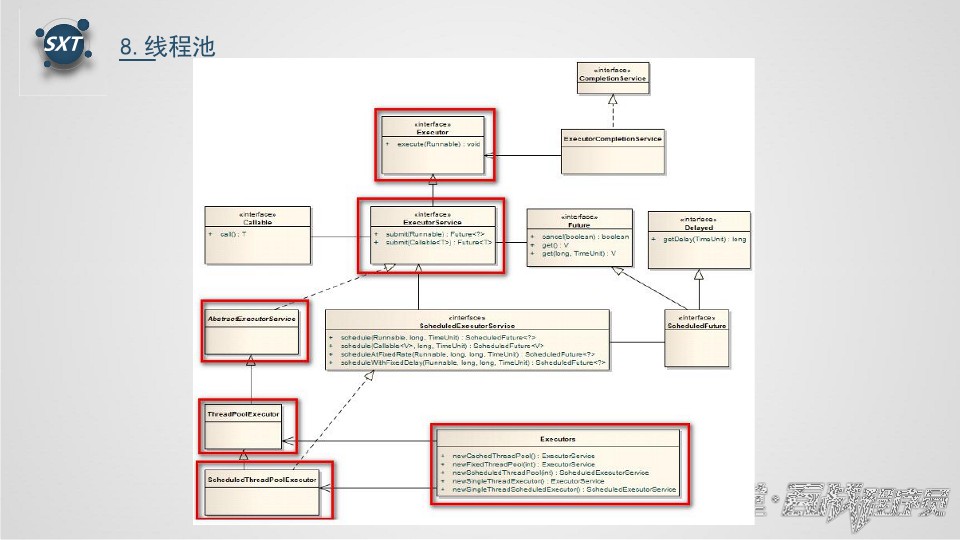 SXT
8. 线程池
«interface»
CompletionService
«interface»
Executor
+ execute(Runnable) : void
ExecutorCompletionService
«interface»
Callable
+ call() : T
«interface»
ExecutorService
+ submit(Runnable) : Future<?>
+ submit(Callable<T>) : Future<T>
«interface»
Future
+ cancel(boolean) : boolean
+ get() : V
+ get(long, TimeUnit) : V
«interface»
Delayed
+ getDelay(TimeUnit) : long
AbstractExecutorService
«interface»
ScheduledExecutorService
+ schedule(Runnable, long, TimeUnit) : ScheduledFuture<?>
+ schedule(Callable<V>, long, TimeUnit) : ScheduledFuture<V>
+ scheduleAtFixedRate(Runnable, long, long, TimeUnit) : ScheduledFuture<?>
+ scheduleWithFixedDelay(Runnable, long, long, TimeUnit) : ScheduledFuture<?>
«interface»
ScheduledFuture
ThreadPoolExecutor
Executors
+ newCachedThreadPool() : ExecutorService
+ newFixedThreadPool(int) : ExecutorService
+ newScheduledThreadPool(int) : ScheduledExecutorService
+ newSingleThreadExecutor() : ExecutorService
+ newSingleThreadScheduledExecutor() : ScheduledExecutorService
ScheduledThreadPoolExecutor